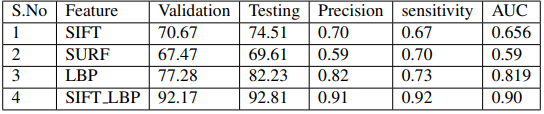 S.No Feature Validation Testing Precision sensitivity AUC
1 SIFT 70.67 74.51 0.70 0.67 0.656
2 SURF 67.47 69.61 0.59 0.70 0.59
3 LBP 77.28 82.23 0.82 0.73 0.819
4 SIFT_LBP 92.17 92.81 0.91 0.92 0.90